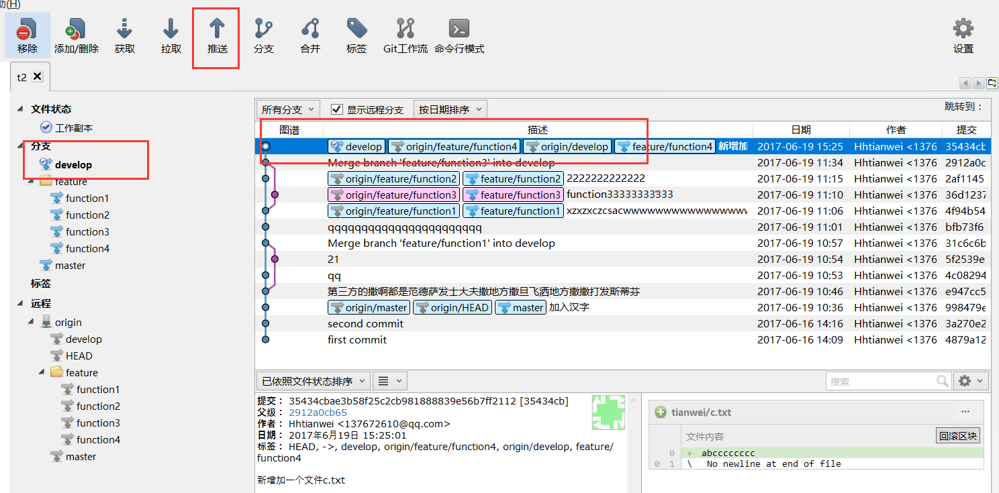 助(H)
移除 添加/删除 获取 拉取 推送 分支 合并 标签 Git工作流 命令行模式 设置
t2
文件状态
工作副本
分支
develop
feature
function1
function2
function3
function4
master
标签
远程
origin
develop
HEAD
feature
function1
function2
function3
function4
master
所有分支 显示远程分支 按日期排序 跳转到：
图谱 描述 日期 作者 提交
develop origin/feature/function4 origin/develop feature/function4 新增加 2017-06-19 15:25 Hhtianwei <1376 35434cb
Merge branch 'feature/function3' into develop 2017-06-19 11:34 Hhtianwei <1376 2912a0c
origin/feature/function2 feature/function2 2222222222222 2017-06-19 11:15 Hhtianwei <1376 2af1145
origin/feature/function3 feature/function3 function33333333333 2017-06-19 11:10 Hhtianwei <1376 36d1237
origin/feature/function1 feature/function1 xzxzxczcsacwwwwwwwwwwwwwwwwww 2017-06-19 11:06 Hhtianwei <1376 4f94b54
qqqqqqqqqqqqqqqqqqqqqqq 2017-06-19 11:01 Hhtianwei <1376 bfb73f6
Merge branch 'feature/function1' into develop 2017-06-19 10:57 Hhtianwei <1376 31c6c6b
21 2017-06-19 10:54 Hhtianwei <1376 5f2539e
qq 2017-06-19 10:53 Hhtianwei <1376 4c08294
第三方的撒啊都是范德萨发士大夫撒地方撒旦飞洒地方撒撒打发斯蒂芬 2017-06-19 10:46 Hhtianwei <1376 e947cc5
origin/master origin/HEAD master 加入汉字 2017-06-19 10:36 Hhtianwei <1376 998479e
second commit 2017-06-16 14:16 Hhtianwei <1376 3a270e2
first commit 2017-06-16 14:09 Hhtianwei <1376 4879a12
已依照文件状态排序 搜索
提交： 35434cbae3b58f25c2cb981888839e56b7ff2112 [35434cb]
父级： 2912a0cb65
作者： Hhtianwei <137672610@qq.com>
日期： 2017年6月19日 15:25:01
标签： HEAD, ->, develop, origin/feature/function4, origin/develop, feature/
function4
新增加一个文件c.txt
tianwei/c.txt ...
文件内容 回滚区块
0 + abcccccccc
0 1 \ No newline at end of file